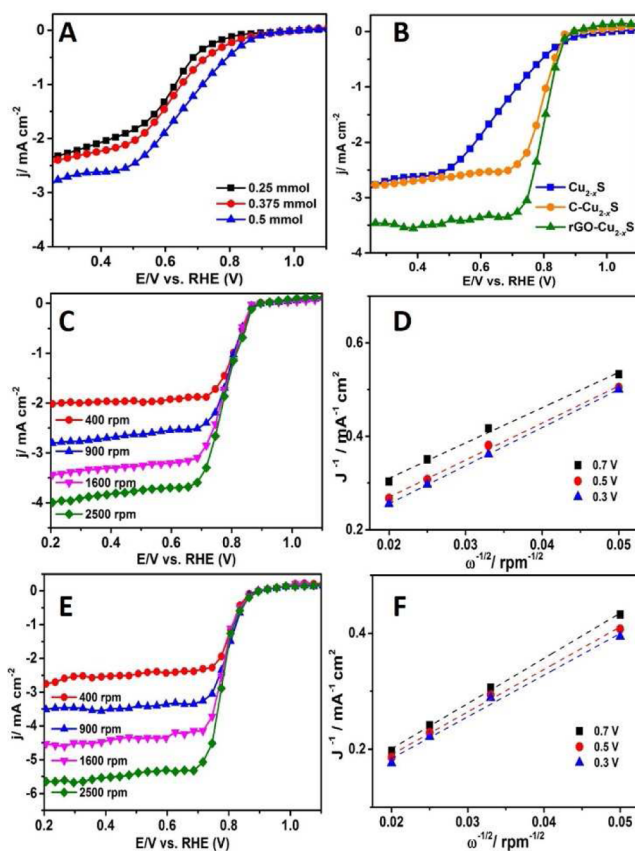 A
j/ mA cm⁻²
0
-1
-2
-3
-4
0.4 0.6 0.8 1.0
E/V vs. RHE (V)
0.25 mmol
0.375 mmol
0.5 mmol
B
j/ mA cm⁻²
0
-1
-2
-3
-4
0.4 0.6 0.8 1.0
E/V vs. RHE (V)
Cu₂₋ₓS
C-Cu₂₋ₓS
rGO-Cu₂₋ₓS
C
j/ mA cm⁻²
0
-1
-2
-3
-4
0.2 0.4 0.6 0.8 1.0
E/V vs. RHE (V)
400 rpm
900 rpm
1600 rpm
2500 rpm
D
J⁻¹ / mA⁻¹ cm²
0.6
0.4
0.2
0.02 0.03 0.04 0.05
ω⁻¹/²/ rpm⁻¹/²
0.7 V
0.5 V
0.3 V
E
j/ mA cm⁻²
0
-1
-2
-3
-4
-5
-6
0.2 0.4 0.6 0.8 1.0
E/V vs. RHE (V)
400 rpm
900 rpm
1600 rpm
2500 rpm
F
J⁻¹ / mA⁻¹ cm²
0.4
0.2
0.02 0.03 0.04 0.05
ω⁻¹/²/ rpm⁻¹/²
0.7 V
0.5 V
0.3 V